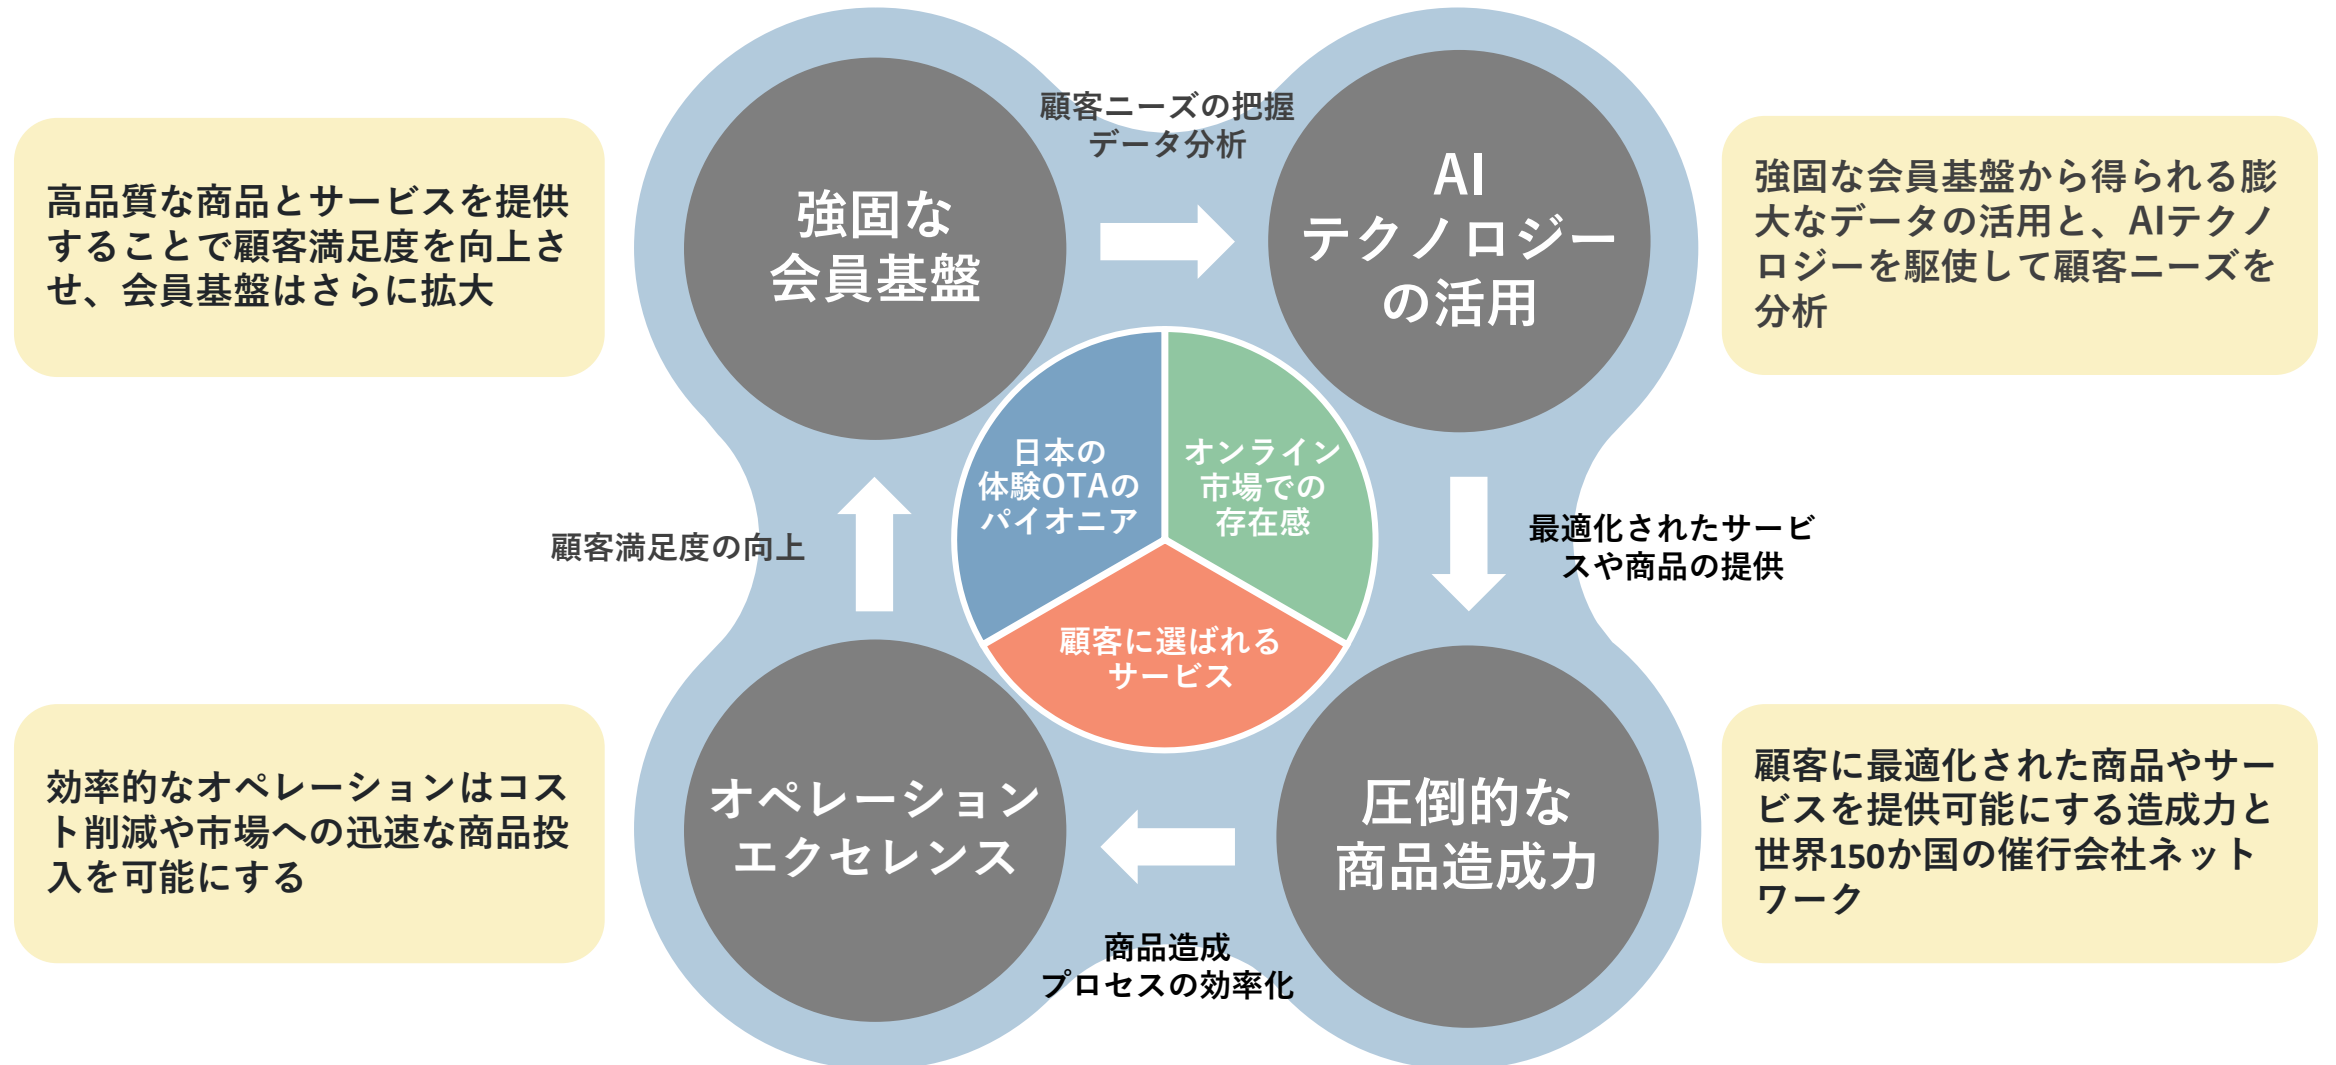 顧客ニーズの把握
データ分析
高品質な商品とサービスを提供
することで顧客満足度を向上さ
せ、会員基盤はさらに拡大
強固な
会員基盤
AI
テクノロジー
の活用
強固な会員基盤から得られる膨
大なデータの活用と、AIテクノ
ロジーを駆使して顧客ニーズを
分析
日本の
体験OTAの
パイオニア
オンライン
市場での
存在感
顧客に選ばれる
サービス
顧客満足度の向上
最適化されたサービ
スや商品の提供
効率的なオペレーションはコス
ト削減や市場への迅速な商品投
入を可能にする
オペレーション
エクセレンス
圧倒的な
商品造成力
顧客に最適化された商品やサー
ビスを提供可能にする造成力と
世界150か国の催行会社ネット
ワーク
商品造成
プロセスの効率化